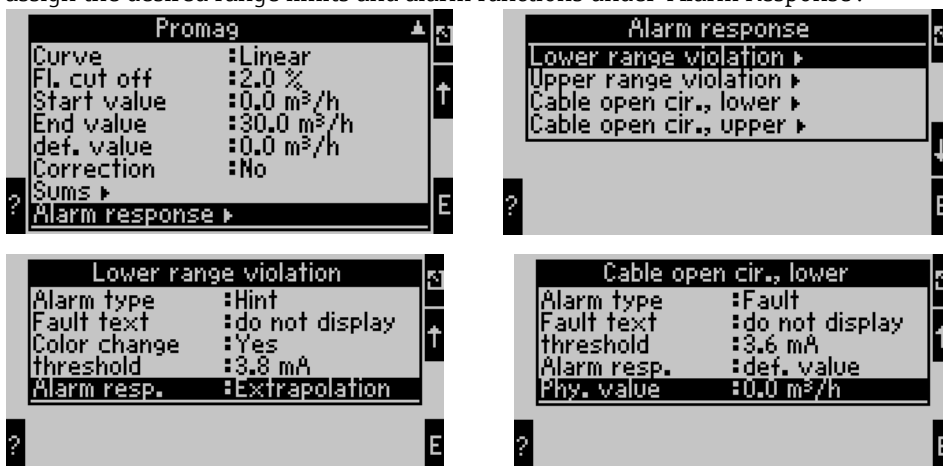 assign the desired range limits and alarm functions under 'Alarm Response'.
Promag
Curve :Linear
Fl. cut off :2.0 %
Start value :0.0 m³/h
End value :30.0 m³/h
def. value :0.0 m³/h
Correction :No
Sums
Alarm response
? E
Alarm response
Lower range violation
Upper range violation
Cable open cir., lower
Cable open cir., upper
?
Lower range violation
Alarm type :Hint
Fault text :do not display
Color change :Yes
threshold :3.8 mA
Alarm resp. :Extrapolation
? E
Cable open cir., lower
Alarm type :Fault
Fault text :do not display
threshold :3.6 mA
Alarm resp. :def. value
Phy. value :0.0 m³/h
?